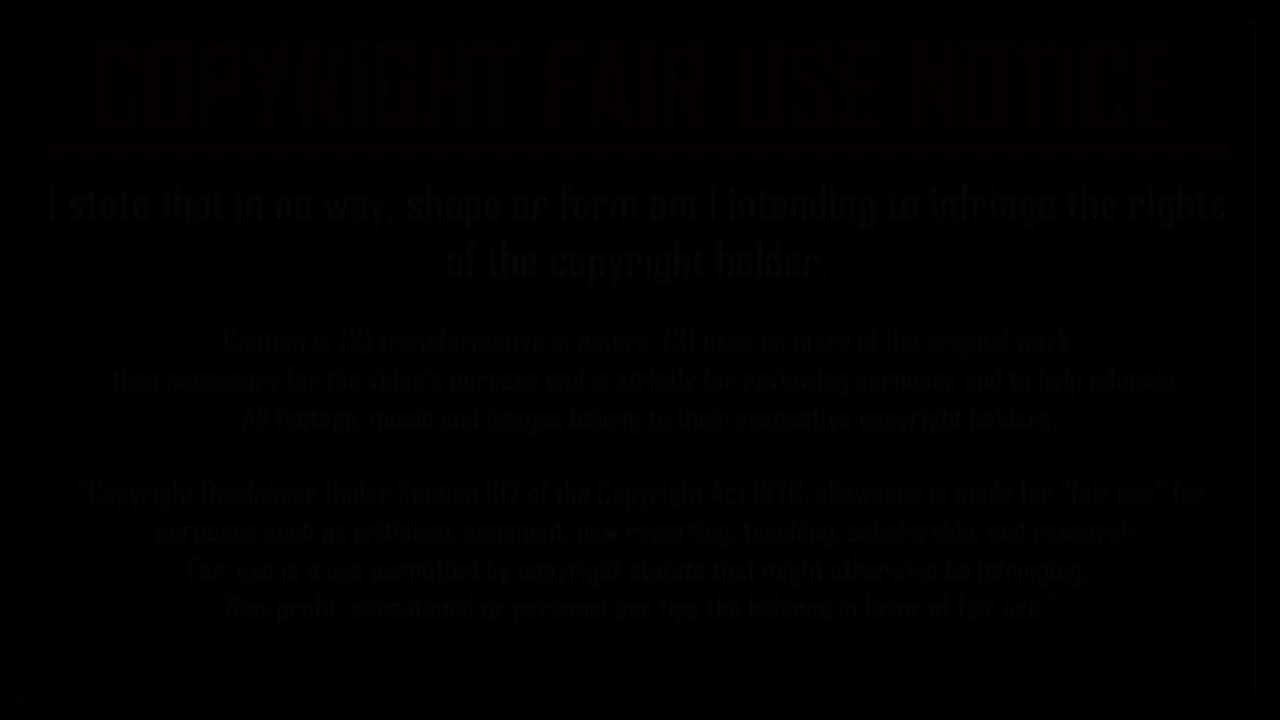 COPYRIGHT FAIR USE NOTICE
I state that in no way, shape or form am I intending to infringe the rights
of the copyright holder.
Content is (2) transformative in nature, (3) uses no more of the original work
than necessary for the video's purpose and is strictly for reviewing purposes and to help educate.
All footage, music and images belong to their respective copyright holders.
"Copyright Disclaimer Under Section 107 of the Copyright Act 1976, allowance is made for "fair use" for
purposes such as criticism, comment, new reporting, teaching, scholarship, and research
Fair use is a use permitted by copyright statute that might otherwise be infringing.
Non-profit, educational or personal use tips the balance in favor of fair use."